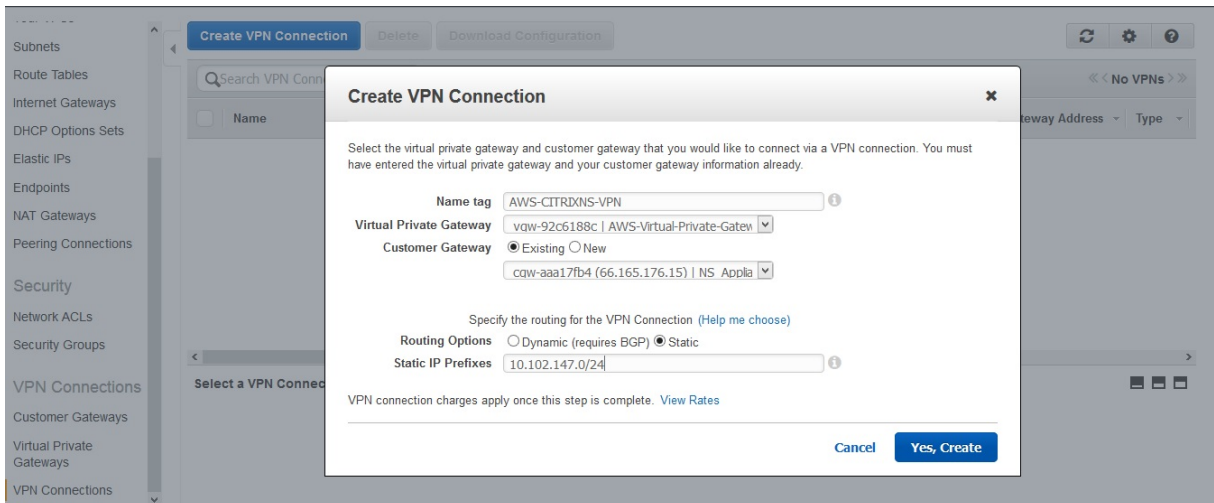 Subnets
Route Tables
Internet Gateways
DHCP Options Sets
Elastic IPs
Endpoints
NAT Gateways
Peering Connections
Security
Network ACLs
Security Groups
VPN Connections
Customer Gateways
Virtual Private
Gateways
VPN Connections
Create VPN Connection Delete Download Configuration
Search VPN Conn
No VPNs
Name
teway Address Type
Select a VPN Connec
Create VPN Connection
Select the virtual private gateway and customer gateway that you would like to connect via a VPN connection. You must
have entered the virtual private gateway and your customer gateway information already.
Name tag AWS-CITRIXNS-VPN
Virtual Private Gateway vgw-92c6188c | AWS-Virtual-Private-Gatew
Customer Gateway Existing New
cgw-aaa17fb4 (66.165.176.15) | NS_Applia
Specify the routing for the VPN Connection (Help me choose)
Routing Options Dynamic (requires BGP) Static
Static IP Prefixes 10.102.147.0/24
VPN connection charges apply once this step is complete. View Rates
Cancel Yes, Create